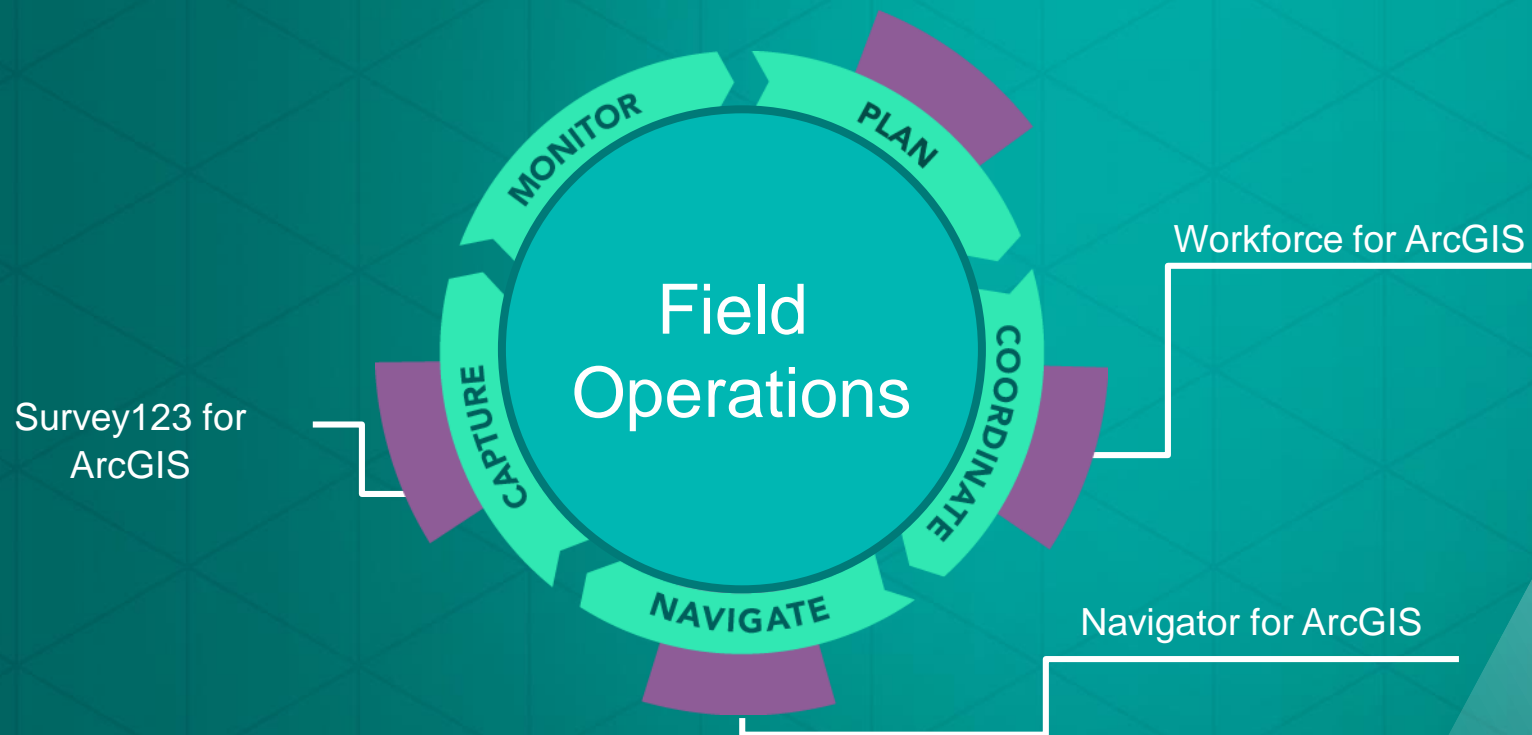 MONITOR
PLAN
Workforce for ArcGIS
Field
Operations
COORDINATE
CAPTURE
Survey123 for
ArcGIS
NAVIGATE
Navigator for ArcGIS